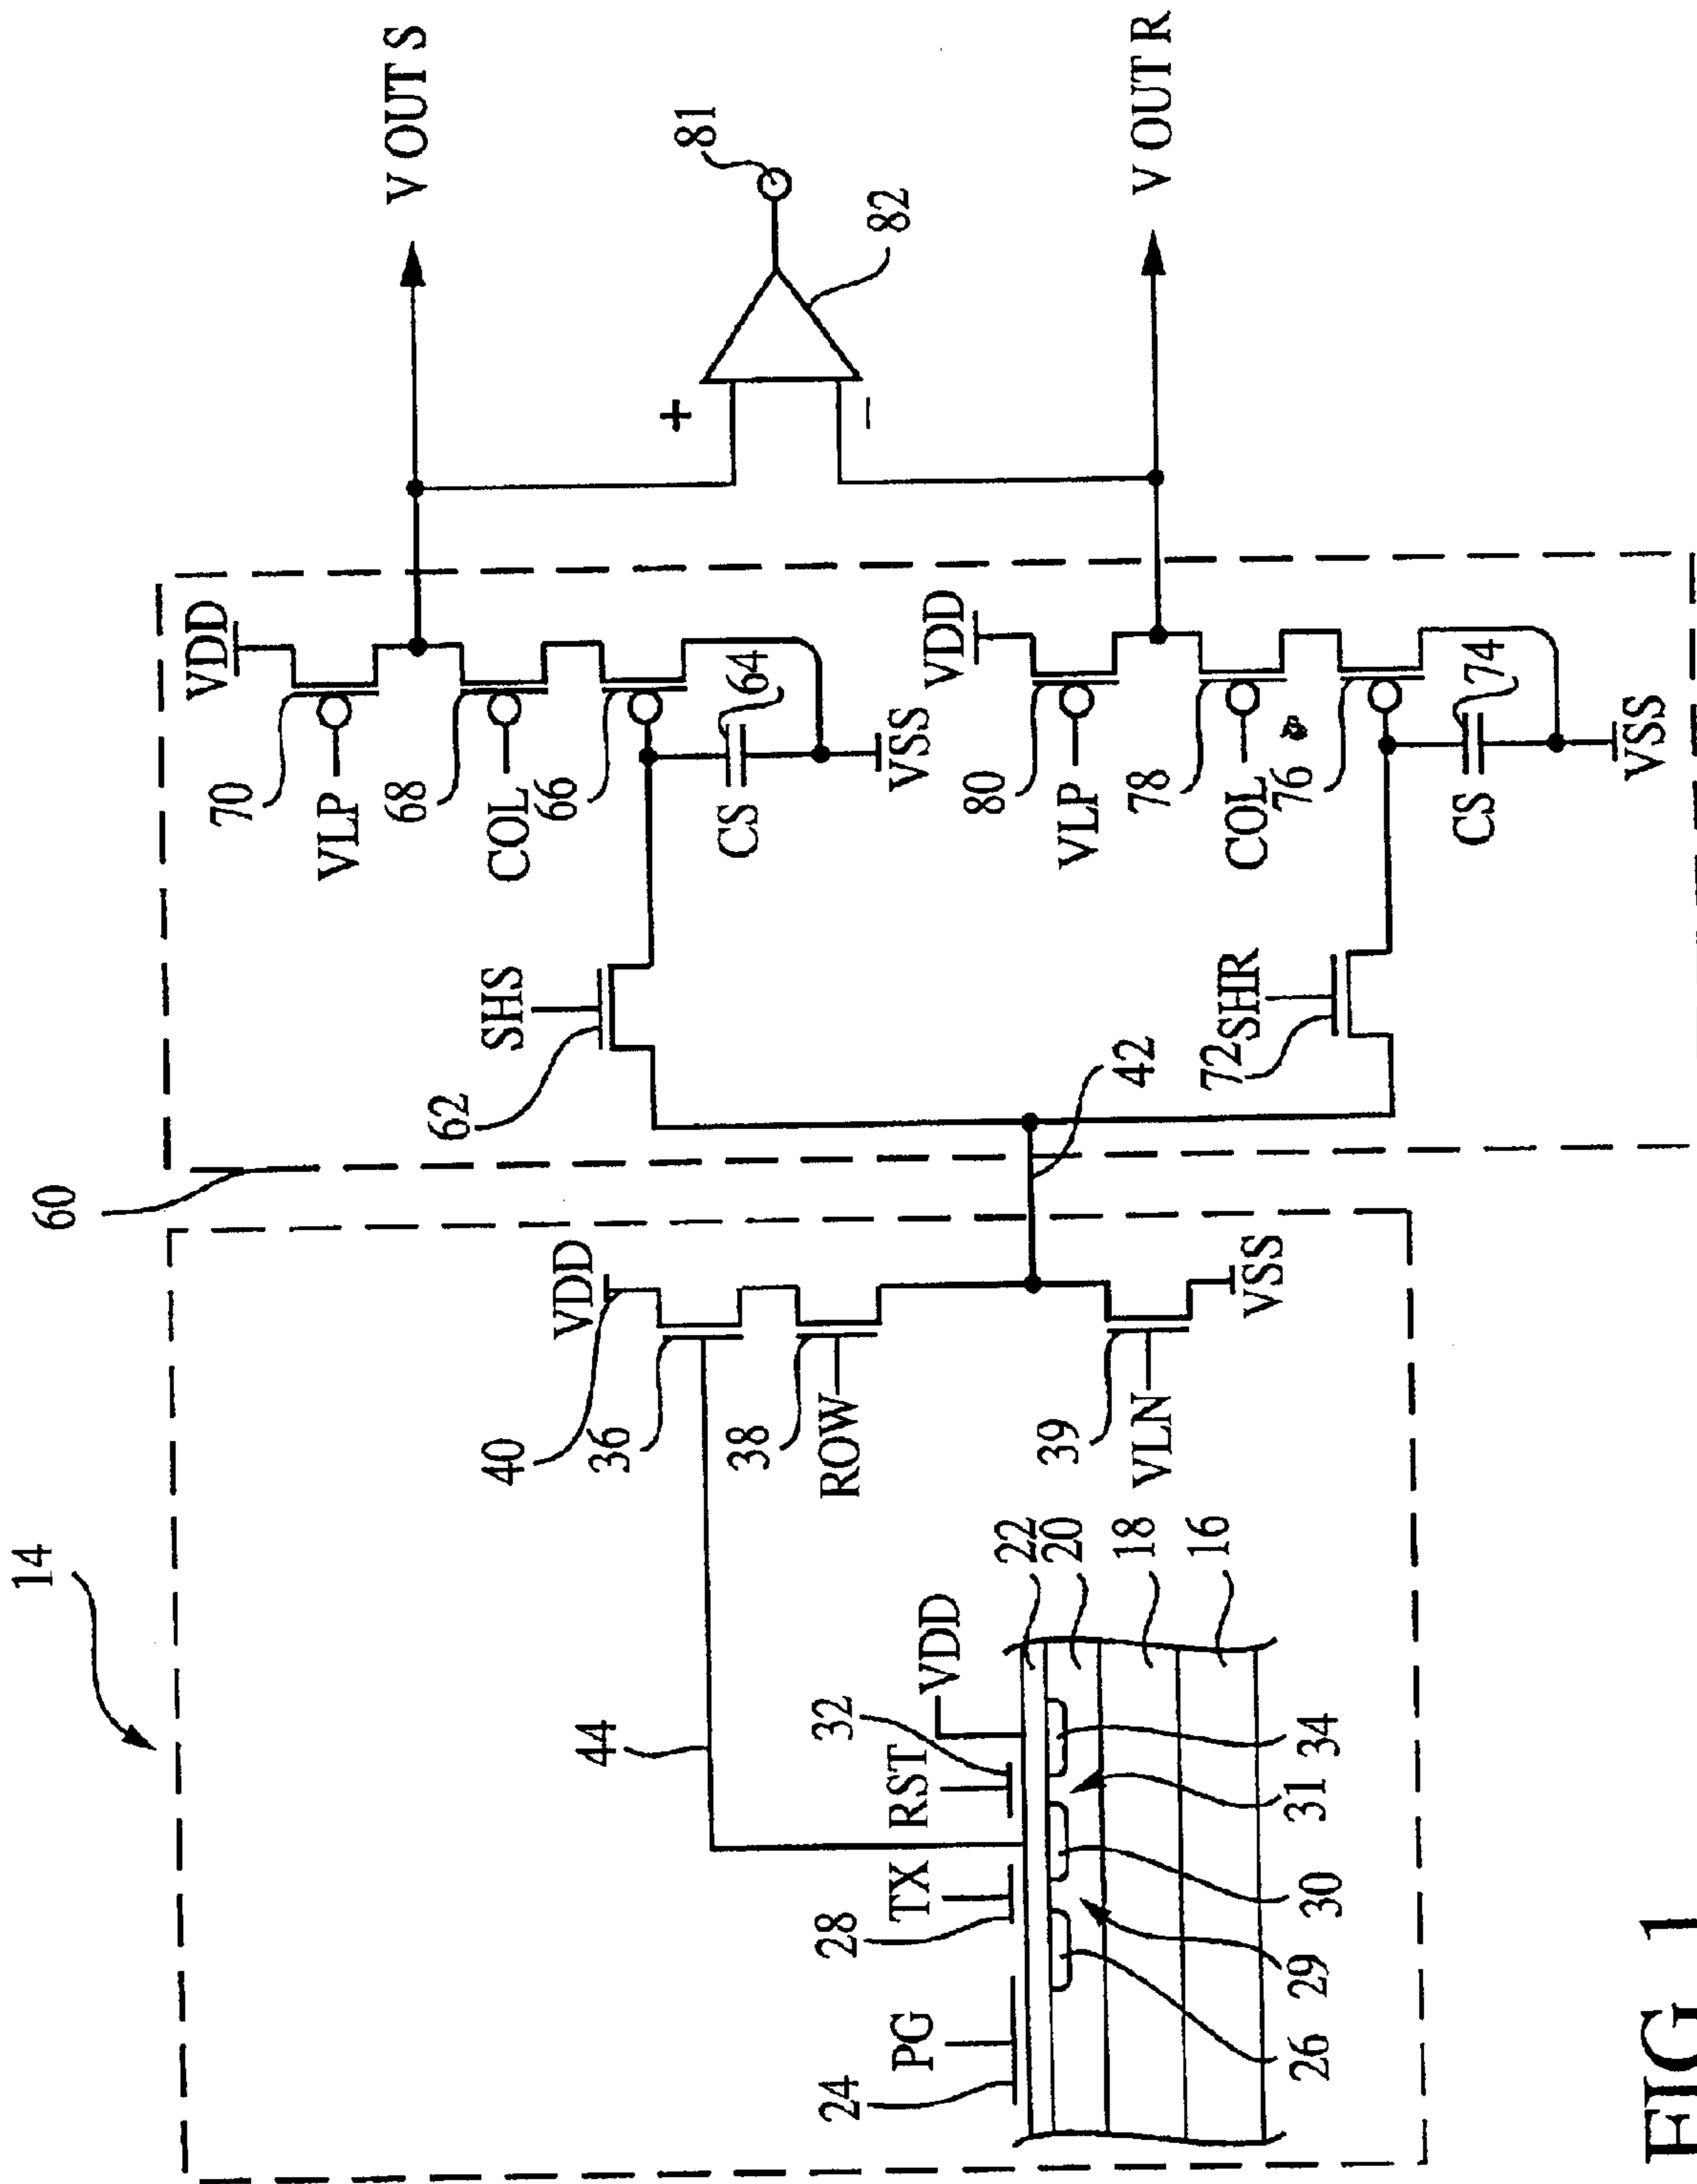 14
60
44
40
VDD
36
38
ROW
39
VLN
VSS
24
PG
28
TX
RST
32
VDD
22
20
18
16
26
29
30
31
34
42
62
SHS
72
SHR
70
VDD
VLP
68
COL
66
CS
64
VSS
80
VDD
VLP
78
COL
76
CS
74
VSS
V OUT S
+
−
81
82
V OUT R
FIG 1